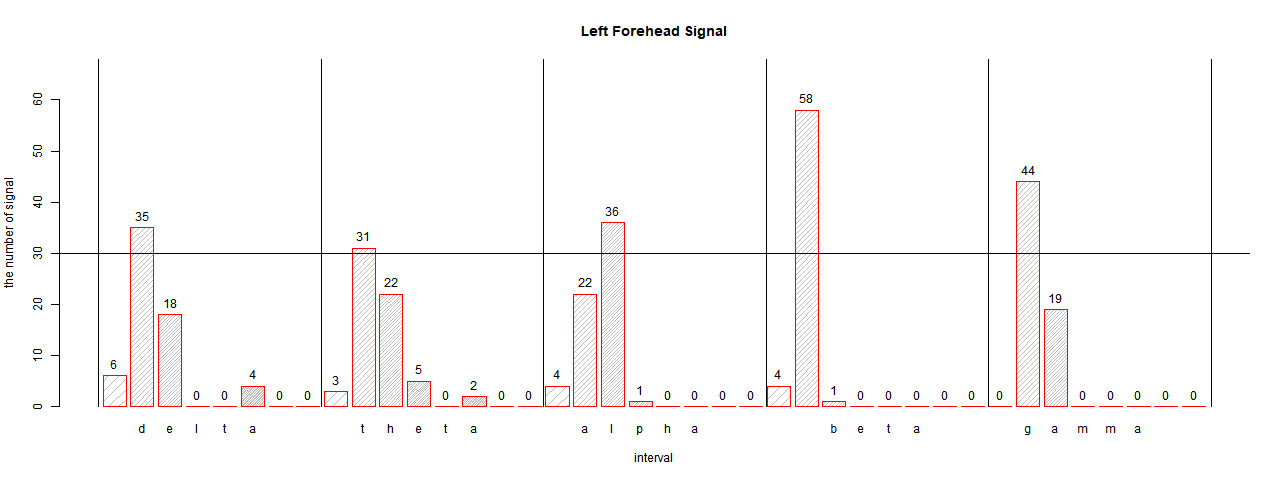 Left Forehead Signal
the number of signal
60
50
40
30
20
10
0
6 35 18 0 0 4 0 0
3 31 22 5 0 2 0 0
4 22 36 1 0 0 0 0
4 58 1 0 0 0 0 0
0 44 19 0 0 0 0 0
d e l t a t h e t a a l p h a b e t a g a m m a
interval